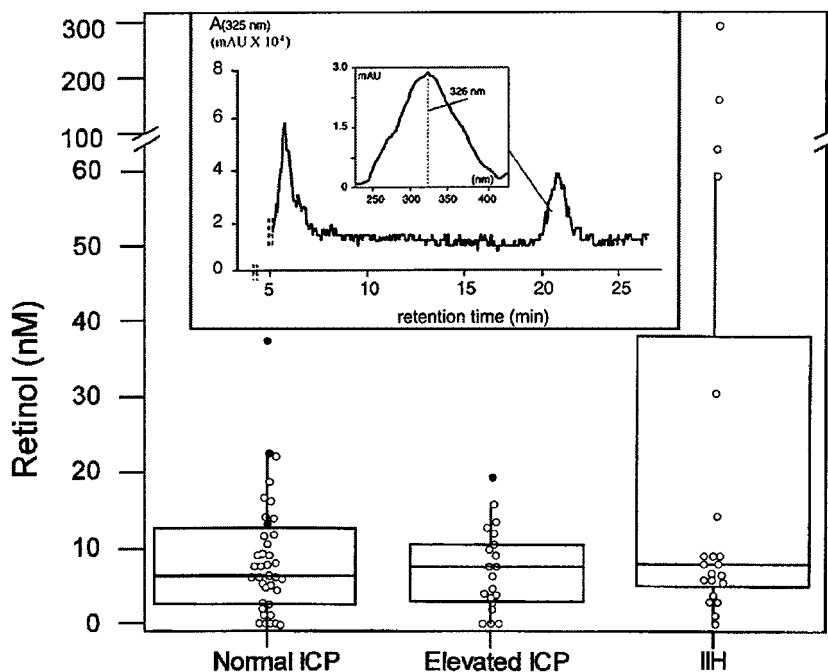 A(325 nm)
(mAU X 10⁴)
8
6
4
2
0
5
10
15
20
25
retention time (min)
3.0
mAU
1.5
0
326 nm
(nm)
250
300
350
400
Retinol (nM)
300
200
100
60
50
40
30
20
10
0
Normal ICP
Elevated ICP
IIH